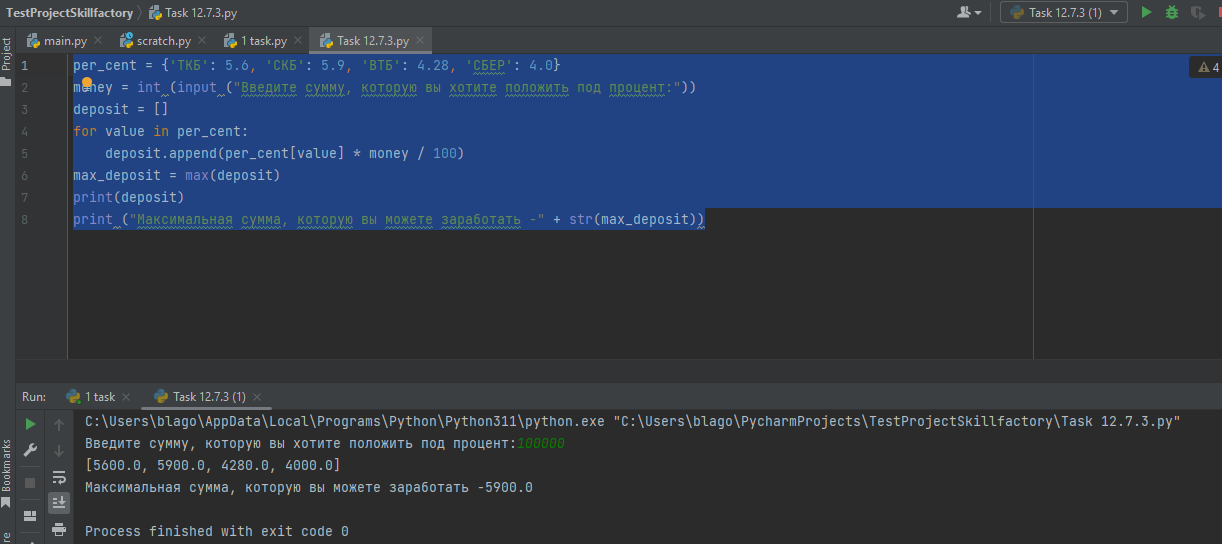 TestProjectSkillfactory Task 12.7.3.py Task 12.7.3 (1)
main.py scratch.py 1 task.py Task 12.7.3.py
Project
1 per_cent = {'ТКБ': 5.6, 'СКБ': 5.9, 'ВТБ': 4.28, 'СБЕР': 4.0} 4
2 money = int (input ("Введите сумму, которую вы хотите положить под процент:"))
3 deposit = []
4 for value in per_cent:
5 deposit.append(per_cent[value] * money / 100)
6 max_deposit = max(deposit)
7 print(deposit)
8 print ("Максимальная сумма, которую вы можете заработать -" + str(max_deposit))
Run: 1 task Task 12.7.3 (1)
C:\Users\blago\AppData\Local\Programs\Python\Python311\python.exe "C:\Users\blago\PycharmProjects\TestProjectSkillfactory\Task 12.7.3.py"
Введите сумму, которую вы хотите положить под процент:100000
[5600.0, 5900.0, 4280.0, 4000.0]
Максимальная сумма, которую вы можете заработать -5900.0
Process finished with exit code 0
Bookmarks